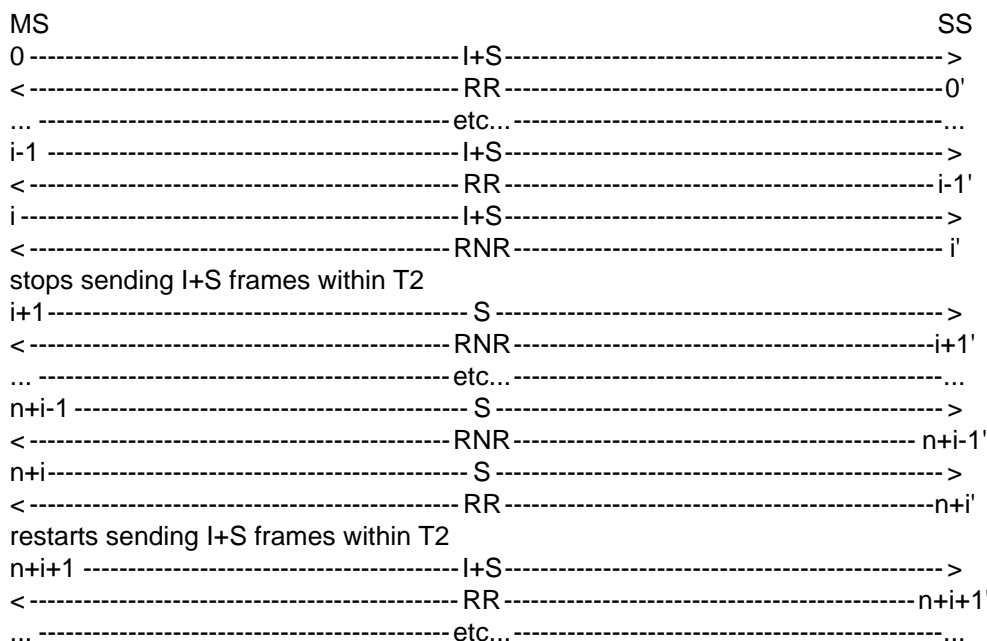 MS SS
0 ------------------------------------------------ I+S ------------------------------------------------- >
< ------------------------------------------------ RR ------------------------------------------------- 0'
... ---------------------------------------------- etc... ------------------------------------------------...
i-1 ---------------------------------------------- I+S ------------------------------------------------- >
< ------------------------------------------------ RR ------------------------------------------------ i-1'
i ------------------------------------------------- I+S ------------------------------------------------- >
< ----------------------------------------------- RNR ------------------------------------------------ i'
stops sending I+S frames within T2
i+1 ----------------------------------------------- S -------------------------------------------------- >
< ----------------------------------------------- RNR -----------------------------------------------i+1'
... ---------------------------------------------- etc... ------------------------------------------------...
n+i-1 -------------------------------------------- S -------------------------------------------------- >
< ----------------------------------------------- RNR --------------------------------------------- n+i-1'
n+i ----------------------------------------------- S -------------------------------------------------- >
< ------------------------------------------------ RR ------------------------------------------------n+i'
restarts sending I+S frames within T2
n+i+1 ------------------------------------------ I+S ------------------------------------------------- >
< ------------------------------------------------ RR ----------------------------------------------n+i+1'
... ---------------------------------------------- etc... ------------------------------------------------...